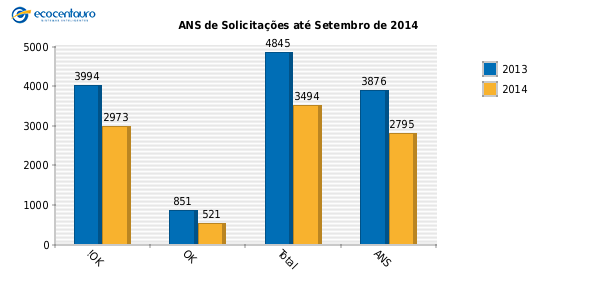 ecocentauro
ANS de Solicitações até Setembro de 2014
5000
4000
3000
2000
1000
0
3994
2973
851
521
4845
3494
3876
2795
!OK
OK
Total
ANS
2013
2014